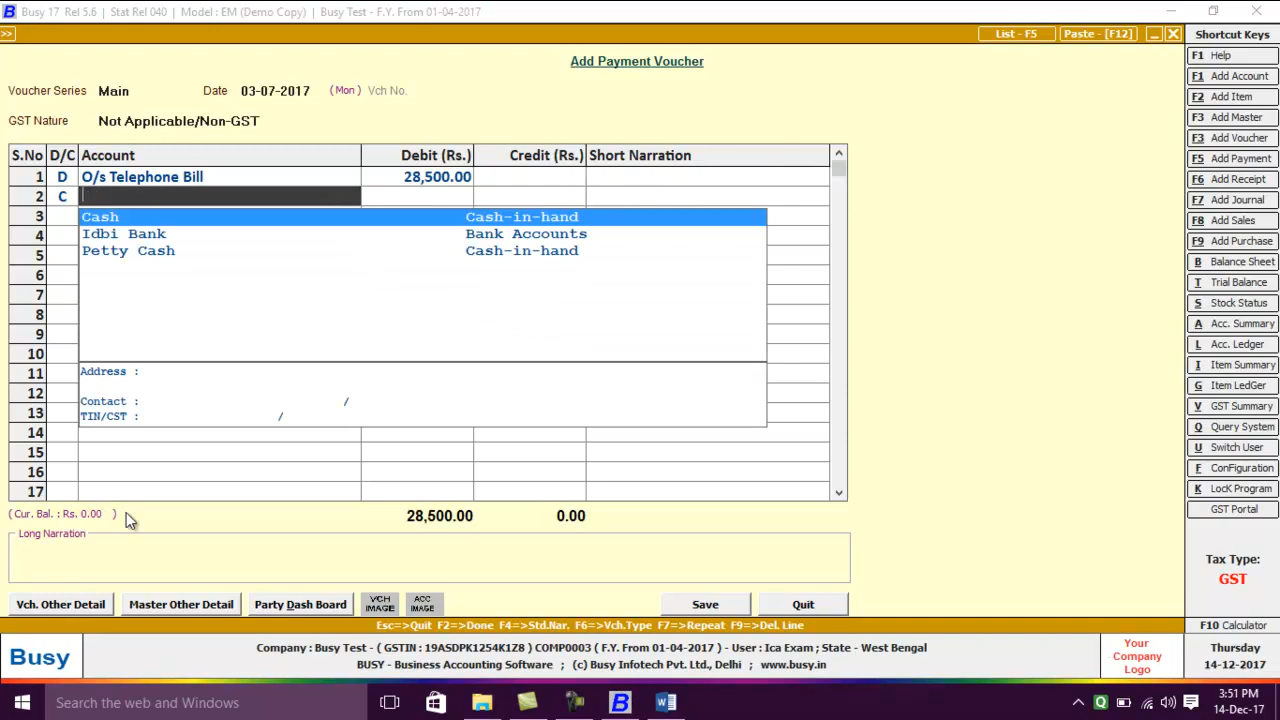 Busy 17 Rel 5.6 | Stat Rel 040 | Model : EM (Demo Copy) | Busy Test - F.Y. From 01-04-2017
>> List - F5 Paste - [F12]
Add Payment Voucher
Voucher Series Main Date 03-07-2017 (Mon) Vch No.
GST Nature Not Applicable/Non-GST
S.No D/C Account Debit (Rs.) Credit (Rs.) Short Narration
1 D O/s Telephone Bill 28,500.00
2 C
3 Cash Cash-in-hand
4 Idbi Bank Bank Accounts
5 Petty Cash Cash-in-hand
6
7
8
9
10
11 Address :
12 Contact : /
13 TIN/CST : /
14
15
16
17
( Cur. Bal. : Rs. 0.00 ) 28,500.00 0.00
Long Narration
Vch. Other Detail Master Other Detail Party Dash Board VCH IMAGE ACC IMAGE Save Quit
Esc=>Quit F2=>Done F4=>Std.Nar. F6=>Vch.Type F7=>Repeat F9=>Del. Line
Shortcut Keys
F1 Help
F1 Add Account
F2 Add Item
F3 Add Master
F3 Add Voucher
F5 Add Payment
F6 Add Receipt
F7 Add Journal
F8 Add Sales
F9 Add Purchase
B Balance Sheet
T Trial Balance
S Stock Status
A Acc. Summary
L Acc. Ledger
I Item Summary
G Item LedGer
V GST Summary
Q Query System
U Switch User
F Configuration
K LocK Program
GST Portal
Tax Type:
GST
F10 Calculator
Busy
Company : Busy Test - ( GSTIN : 19ASDPK1254K1Z8 ) COMP0003 ( F.Y. From 01-04-2017 ) - User : Ica Exam ; State - West Bengal
BUSY - Business Accounting Software ; (c) Busy Infotech Pvt. Ltd., Delhi ; www.busy.in
Your
Company
Logo
Thursday
14-12-2017
Search the web and Windows
3:51 PM
14-Dec-17